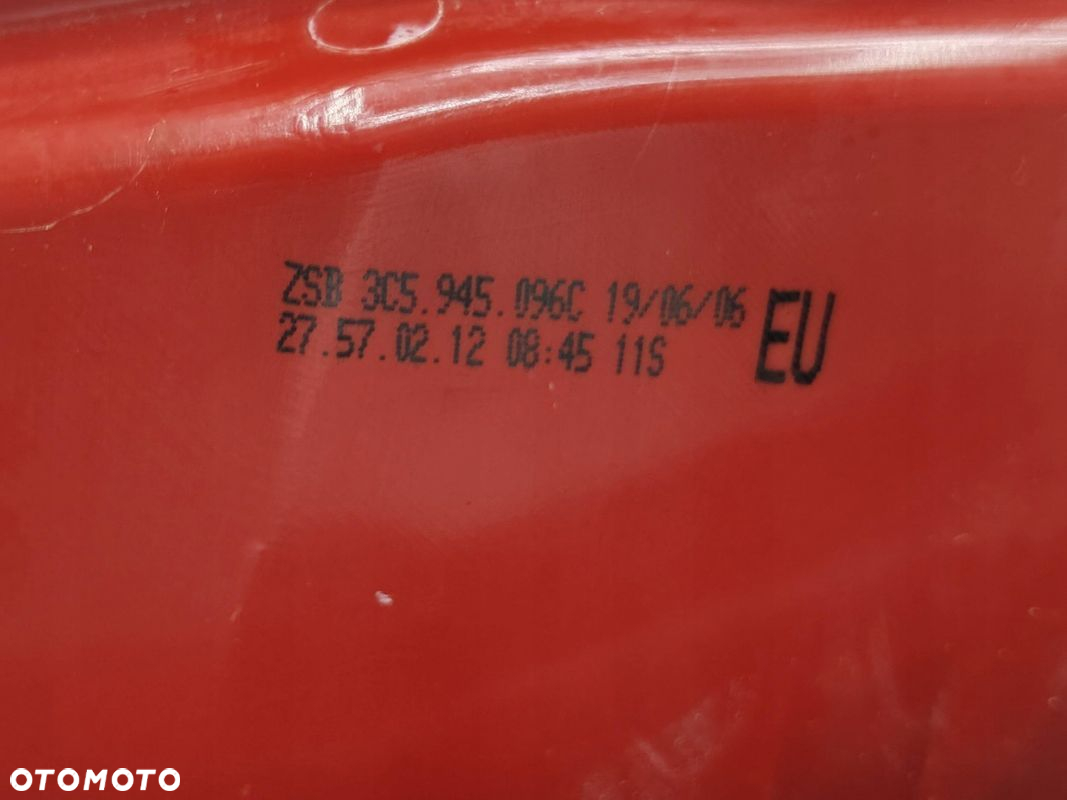 ZSB 3C5.945.096C 19/06/06
27.57.02.12 08:45 11S
EU
OTOMOTO